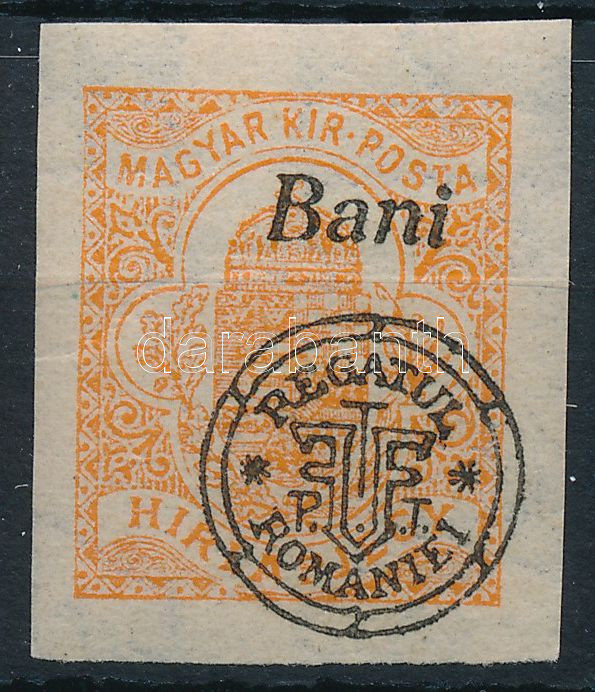 MAGYAR KIR·POSTA
Bani
darabanth
REGATUL
P. T.
ROMANIEI